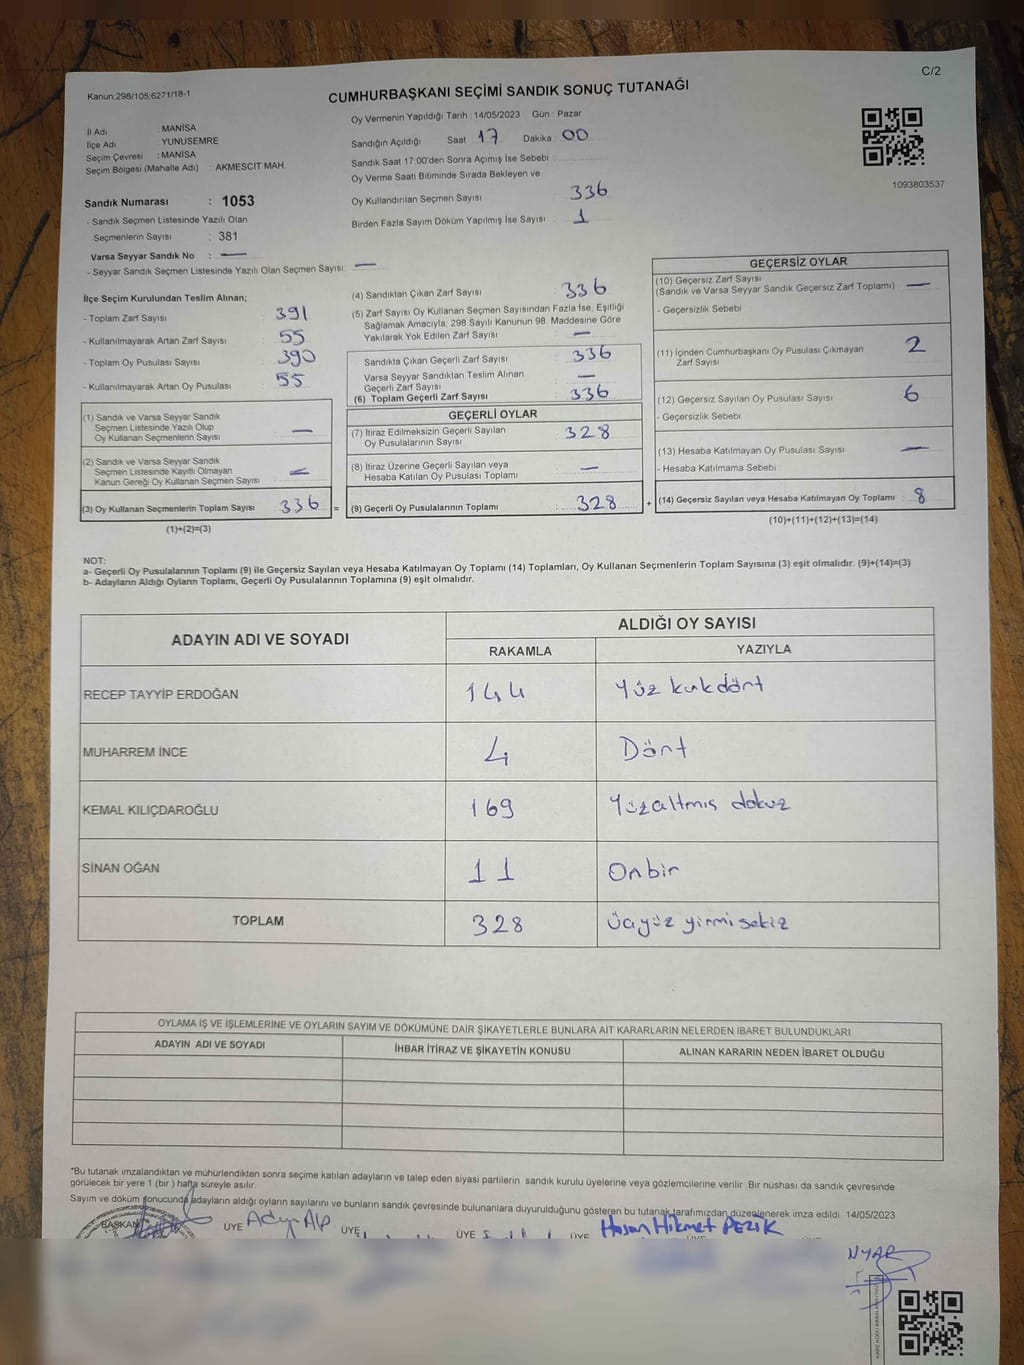 C/2
Kanun;298/105;6271/18-1
CUMHURBAŞKANI SEÇİMİ SANDIK SONUÇ TUTANAĞI
İl Adı MANİSA
İlçe Adı YUNUSEMRE
Seçim Çevresi : MANİSA
Seçim Bölgesi (Mahalle Adı) : AKMESCİT MAH
Oy Vermenin Yapıldığı Tarih : 14/05/2023 Gün : Pazar
Sandığın Açıldığı Saat 17 Dakika 00
Sandık Saat 17:00'den Sonra Açımış İse Sebebi
Oy Verme Saati Bitiminde Sırada Bekleyen ve
Oy Kullandırılan Seçmen Sayısı 336
Birden Fazla Sayım Döküm Yapılmış İse Sayısı 1
1093803537
Sandık Numarası : 1053
- Sandık Seçmen Listesinde Yazılı Olan
Seçmenlerin Sayısı : 381
Varsa Seyyar Sandık No : —
- Seyyar Sandık Seçmen Listesinde Yazılı Olan Seçmen Sayısı: —
İlçe Seçim Kurulundan Teslim Alınan;
- Toplam Zarf Sayısı : 391
- Kullanılmayarak Artan Zarf Sayısı : 55
- Toplam Oy Pusulası Sayısı : 390
- Kullanılmayarak Artan Oy Pusulası : 55
(1) Sandık ve Varsa Seyyar Sandık
Seçmen Listesinde Yazılı Olup
Oy Kullanan Seçmenlerin Sayısı : —
(2) Sandık ve Varsa Seyyar Sandık
Seçmen Listesinde Kayıtlı Olmayan
Kanun Gereği Oy Kullanan Seçmen Sayısı : —
(3) Oy Kullanan Seçmenlerin Toplam Sayısı : 336 =
(1)+(2)=(3)
(4) Sandıktan Çıkan Zarf Sayısı : 336
(5) Zarf Sayısı Oy Kullanan Seçmen Sayısından Fazla İse, Eşitliği
Sağlamak Amacıyla, 298 Sayılı Kanunun 98. Maddesine Göre
Yakılarak Yok Edilen Zarf Sayısı : —
Sandıkta Çıkan Geçerli Zarf Sayısı : 336
Varsa Seyyar Sandıktan Teslim Alınan
Geçerli Zarf Sayısı : —
(6) Toplam Geçerli Zarf Sayısı : 336
GEÇERLİ OYLAR
(7) İtiraz Edilmeksizin Geçerli Sayılan
Oy Pusulalarının Sayısı : 328
(8) İtiraz Üzerine Geçerli Sayılan veya
Hesaba Katılan Oy Pusulası Toplamı : —
(9) Geçerli Oy Pusulalarının Toplamı : 328 +
GEÇERSİZ OYLAR
(10) Geçersiz Zarf Sayısı
(Sandık ve Varsa Seyyar Sandık Geçersiz Zarf Toplamı) : —
- Geçersizlik Sebebi
(11) İçinden Cumhurbaşkanı Oy Pusulası Çıkmayan
Zarf Sayısı : 2
(12) Geçersiz Sayılan Oy Pusulası Sayısı : 6
- Geçersizlik Sebebi
(13) Hesaba Katılmayan Oy Pusulası Sayısı : —
- Hesaba Katılmama Sebebi
(14) Geçersiz Sayılan veya Hesaba Katılmayan Oy Toplamı : 8
(10)+(11)+(12)+(13)=(14)
NOT:
a- Geçerli Oy Pusulalarının Toplamı (9) ile Geçersiz Sayılan veya Hesaba Katılmayan Oy Toplamı (14) Toplamları, Oy Kullanan Seçmenlerin Toplam Sayısına (3) eşit olmalıdır. (9)+(14)=(3)
b- Adayların Aldığı Oyların Toplamı, Geçerli Oy Pusulalarının Toplamına (9) eşit olmalıdır.
ADAYIN ADI VE SOYADI
ALDIĞI OY SAYISI
RAKAMLA YAZIYLA
RECEP TAYYİP ERDOĞAN 144 Yüz kırkdört
MUHARREM İNCE 4 Dört
KEMAL KILIÇDAROĞLU 169 Yüzaltmış dokuz
SİNAN OĞAN 11 Onbir
TOPLAM 328 üçyüz yirmisekiz
OYLAMA İŞ VE İŞLEMLERİNE VE OYLARIN SAYIM VE DÖKÜMÜNE DAİR ŞİKAYETLERLE BUNLARA AİT KARARLARIN NELERDEN İBARET BULUNDUKLARI
ADAYIN ADI VE SOYADI İHBAR İTİRAZ VE ŞİKAYETİN KONUSU ALINAN KARARIN NEDEN İBARET OLDUĞU
*Bu tutanak imzalandıktan ve mühürlendikten sonra seçime katılan adayların ve talep eden siyasi partilerin sandık kurulu üyelerine veya gözlemcilerine verilir .Bir nüshası da sandık çevresinde
görülecek bir yere 1 (bir ) hafta süreyle asılır.
Sayım ve döküm sonucunda adayların aldığı oyların sayılarını ve bunların sandık çevresinde bulunanlara duyurulduğunu gösteren bu tutanak tarafımızdan düzenlenerek imza edildi. 14/05/2023
BAŞKAN ÜYE ÜYE ÜYE ÜYE Hasan Hikmet PEZİK